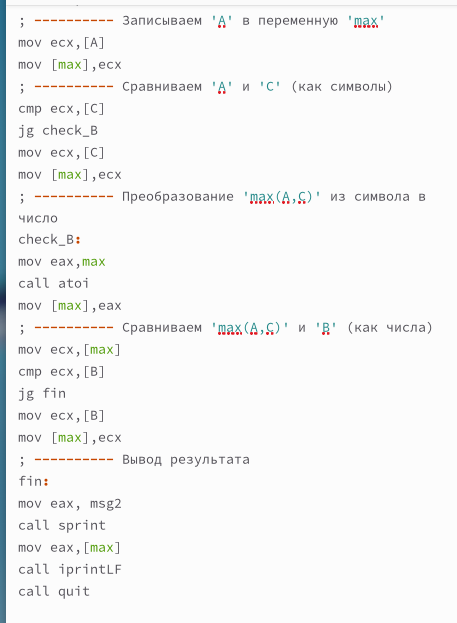 ; ---------- Записываем 'A' в переменную 'max'
mov ecx,[A]
mov [max],ecx
; ---------- Сравниваем 'A' и 'C' (как символы)
cmp ecx,[C]
jg check_B
mov ecx,[C]
mov [max],ecx
; ---------- Преобразование 'max(A,C)' из символа в
число
check_B:
mov eax,max
call atoi
mov [max],eax
; ---------- Сравниваем 'max(A,C)' и 'B' (как числа)
mov ecx,[max]
cmp ecx,[B]
jg fin
mov ecx,[B]
mov [max],ecx
; ---------- Вывод результата
fin:
mov eax, msg2
call sprint
mov eax,[max]
call iprintLF
call quit